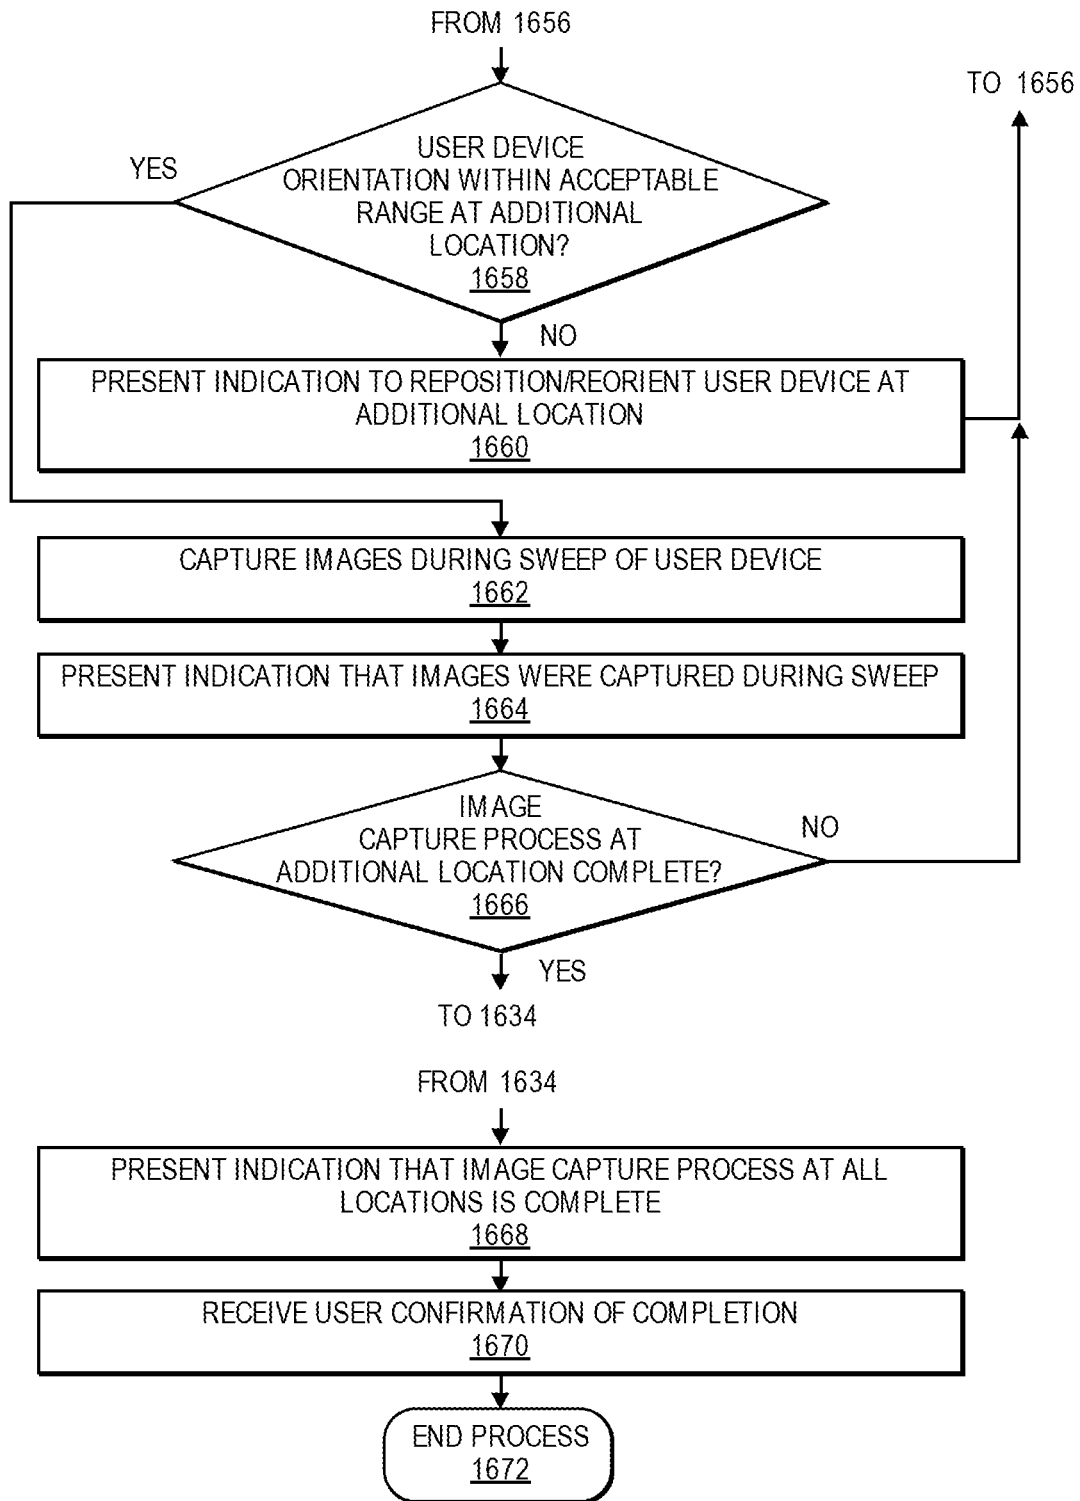 FROM 1656
TO 1656
USER DEVICE
ORIENTATION WITHIN ACCEPTABLE
RANGE AT ADDITIONAL
LOCATION?
1658
YES
NO
PRESENT INDICATION TO REPOSITION/REORIENT USER DEVICE AT
ADDITIONAL LOCATION
1660
CAPTURE IMAGES DURING SWEEP OF USER DEVICE
1662
PRESENT INDICATION THAT IMAGES WERE CAPTURED DURING SWEEP
1664
IMAGE
CAPTURE PROCESS AT
ADDITIONAL LOCATION COMPLETE?
1666
NO
YES
TO 1634
FROM 1634
PRESENT INDICATION THAT IMAGE CAPTURE PROCESS AT ALL
LOCATIONS IS COMPLETE
1668
RECEIVE USER CONFIRMATION OF COMPLETION
1670
END PROCESS
1672